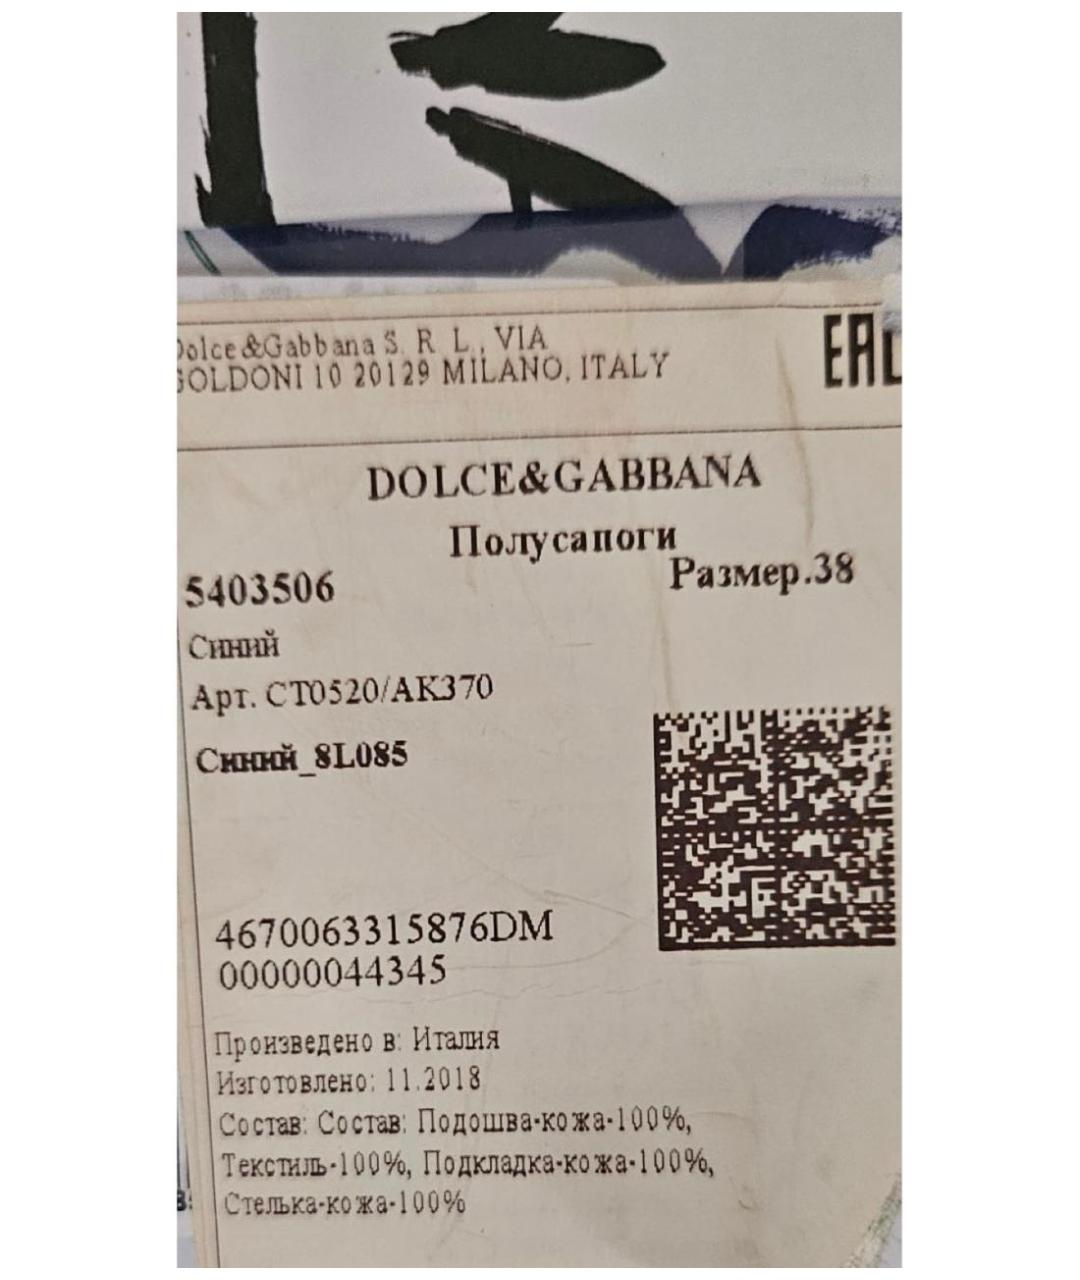 Dolce&Gabbana S. R. L., VIA
GOLDONI 10 20129 MILANO, ITALY
EAC
DOLCE&GABBANA
Полусапоги
5403506
Размер.38
Синий
Арт. CT0520/AK370
Синий_8L085
4670063315876DM
00000044345
Произведено в: Италия
Изготовлено: 11.2018
Состав: Состав: Подошва-кожа-100%,
Текстиль-100%, Подкладка-кожа-100%,
Стелька-кожа-100%